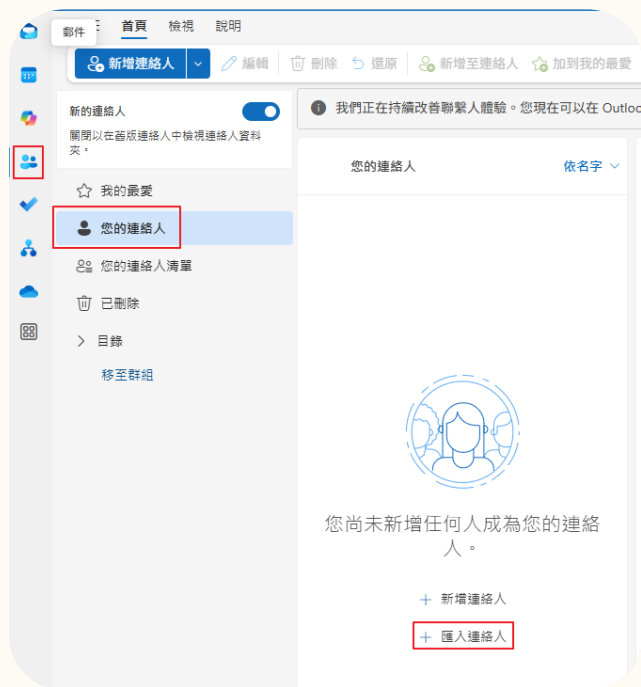 郵件
首頁 檢視 說明
新增連絡人 編輯 刪除 還原 新增至連絡人 加到我的最愛
新的連絡人
關閉以在舊版連絡人中檢視連絡人資料
夾。
我們正在持續改善聯繫人體驗。您現在可以在 Outloo
您的連絡人 依名字
我的最愛
您的連絡人
您的連絡人清單
已刪除
目錄
移至群組
您尚未新增任何人成為您的連絡
人。
+ 新增連絡人
+ 匯入連絡人